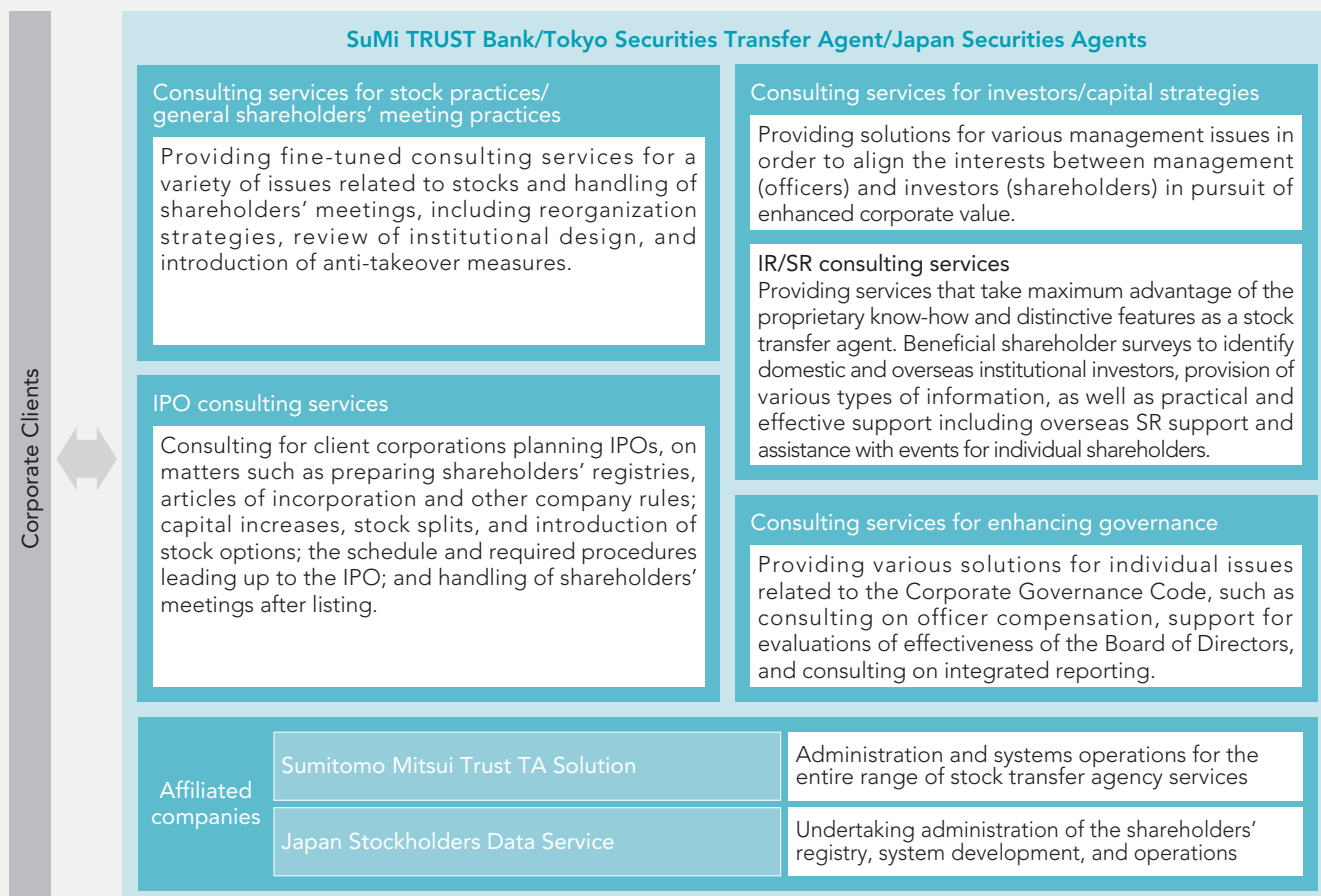 Corporate Clients
SuMi TRUST Bank/Tokyo Securities Transfer Agent/Japan Securities Agents
Consulting services for stock practices/
general shareholders’ meeting practices
Providing fine-tuned consulting services for a
variety of issues related to stocks and handling of
shareholders’ meetings, including reorganization
strategies, review of institutional design, and
introduction of anti-takeover measures.
IPO consulting services
Consulting for client corporations planning IPOs, on
matters such as preparing shareholders’ registries,
articles of incorporation and other company rules;
capital increases, stock splits, and introduction of
stock options; the schedule and required procedures
leading up to the IPO; and handling of shareholders’
meetings after listing.
Consulting services for investors/capital strategies
Providing solutions for various management issues in
order to align the interests between management
(officers) and investors (shareholders) in pursuit of
enhanced corporate value.
IR/SR consulting services
Providing services that take maximum advantage of the
proprietary know-how and distinctive features as a stock
transfer agent. Beneficial shareholder surveys to identify
domestic and overseas institutional investors, provision of
various types of information, as well as practical and
effective support including overseas SR support and
assistance with events for individual shareholders.
Consulting services for enhancing governance
Providing various solutions for individual issues
related to the Corporate Governance Code, such as
consulting on officer compensation, support for
evaluations of effectiveness of the Board of Directors,
and consulting on integrated reporting.
Affiliated
companies
Sumitomo Mitsui Trust TA Solution
Administration and systems operations for the
entire range of stock transfer agency services
Japan Stockholders Data Service
Undertaking administration of the shareholders’
registry, system development, and operations